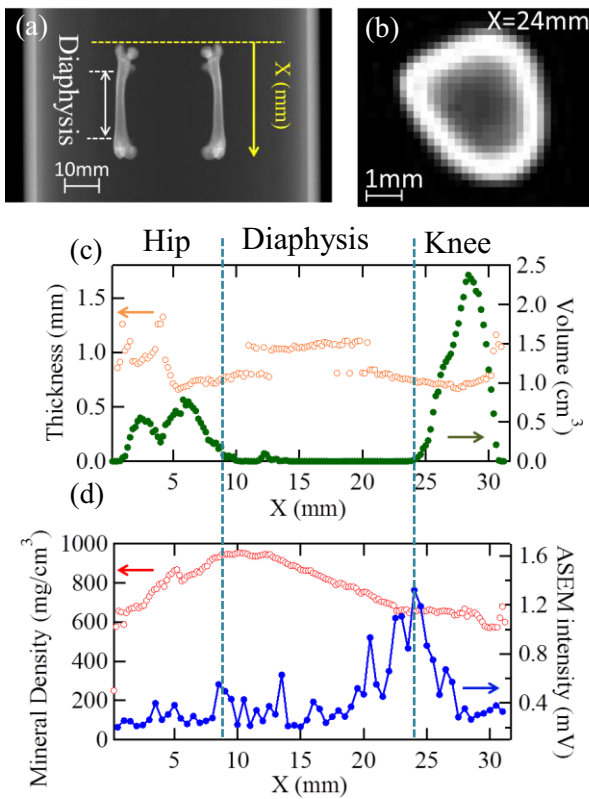 (a)
Diaphysis
X (mm)
10mm
(b)
X=24mm
1mm
(c)
Hip Diaphysis Knee
Thickness (mm)
1.5
1.0
0.5
0.0
2.5
2.0
1.5
1.0
0.5
0.0
Volume (cm³)
5 10 15 20 25 30
X (mm)
(d)
Mineral Density (mg/cm³)
1000
800
600
400
200
0
1.6
1.2
0.8
0.4
ASEM intensity (mV)
0 5 10 15 20 25 30
X (mm)